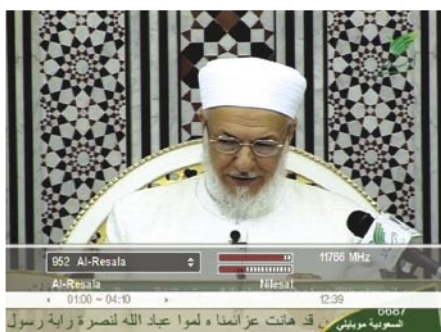 952 Al-Resala
11766 MHz
Al-Resala
Nilesat
01:00 ~ 04:10
12:39
ن قد هانت عزائمنا ه لموا عباد الله لنصرة راية رسول
6687
السعودية موبايلي